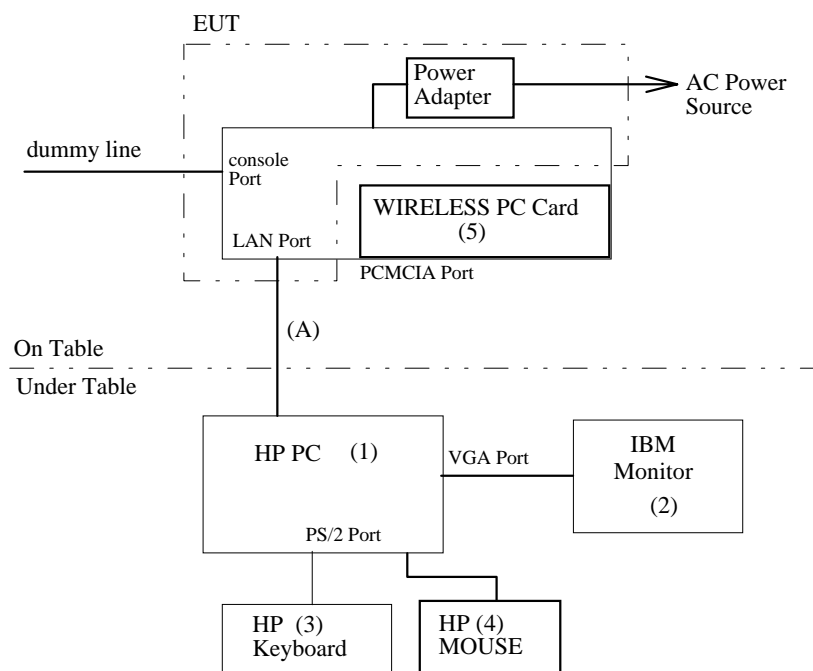 EUT
Power
Adapter
AC Power
Source
dummy line
console
Port
WIRELESS PC Card
(5)
LAN Port
PCMCIA Port
(A)
On Table
Under Table
HP PC (1)
VGA Port
IBM
Monitor
(2)
PS/2 Port
HP (3)
Keyboard
HP (4)
MOUSE